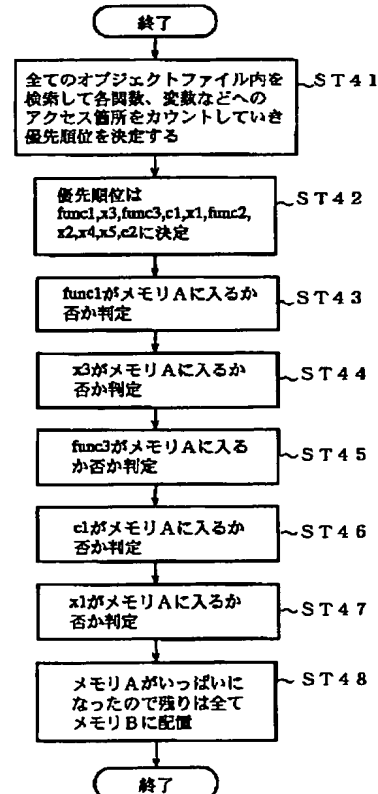 終了
全てのオブジェクトファイル内を
検索して各関数、変数などへの
アクセス箇所をカウントしていき
優先順位を決定する
ST41
優先順位は
func1,x3,func3,c1,x1,func2,
x2,x4,x5,c2に決定
ST42
func1がメモリAに入るか
否か判定
ST43
x3がメモリAに入るか
否か判定
ST44
func3がメモリAに入る
か否か判定
ST45
c1がメモリAに入るか
否か判定
ST46
x1がメモリAに入るか
否か判定
ST47
メモリAがいっぱいに
なったので残りは全て
メモリBに配置
ST48
終了